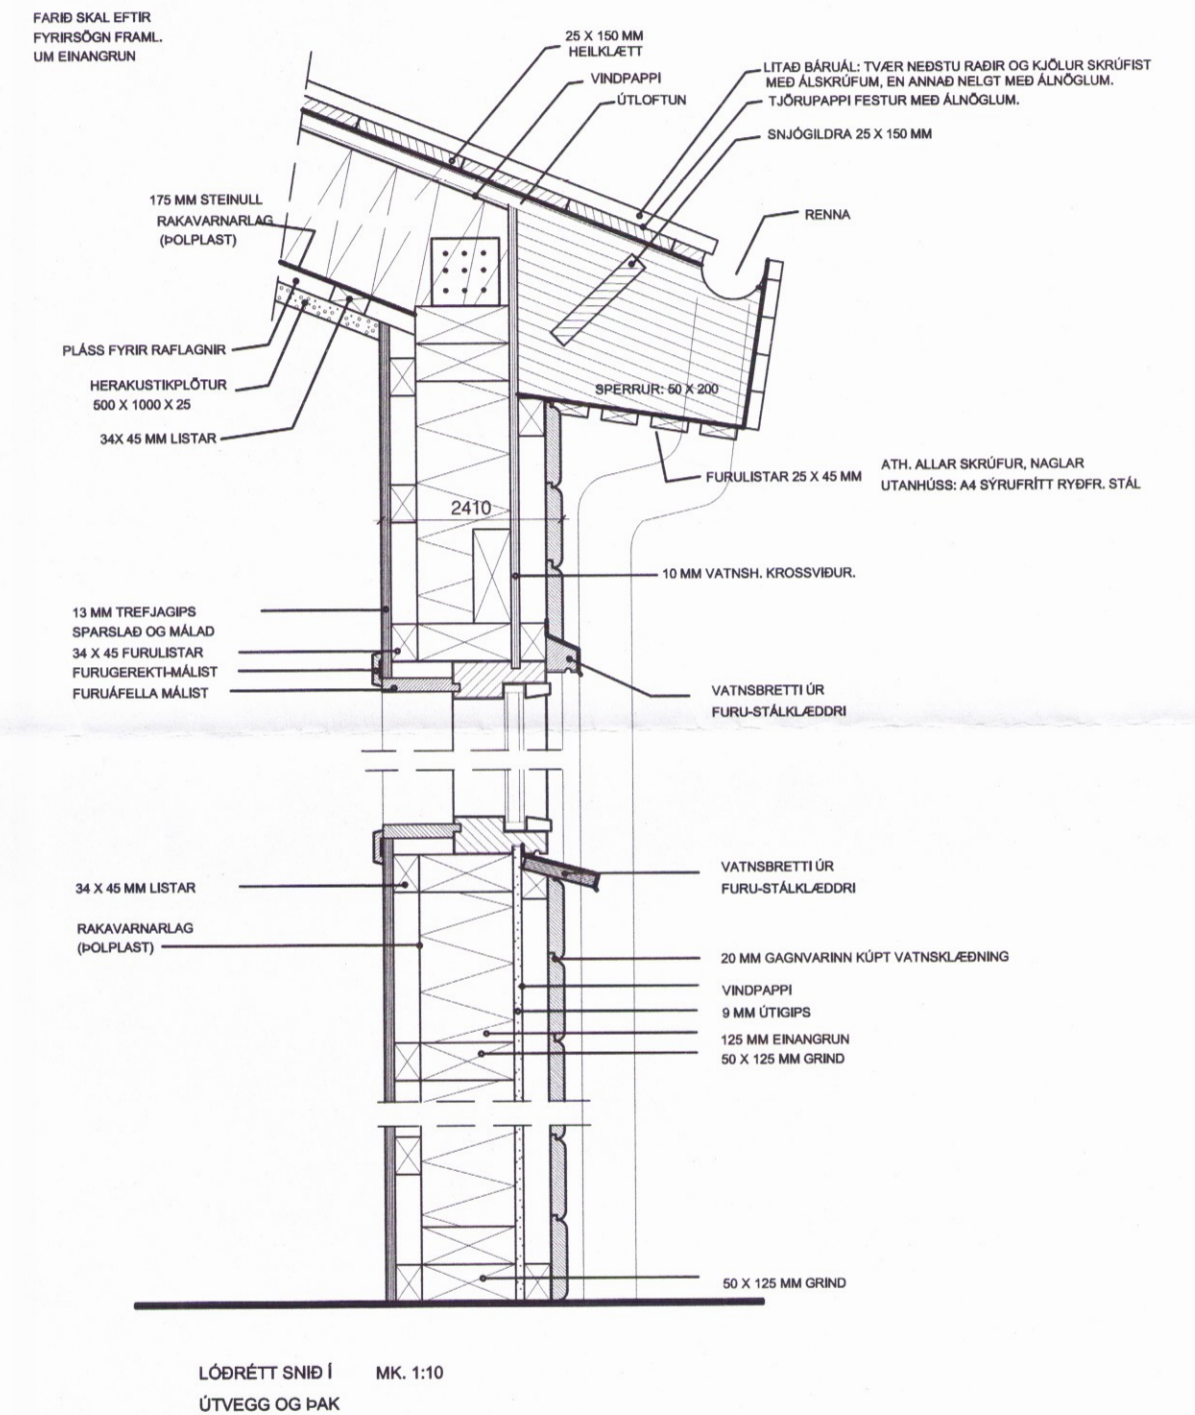 FARIÐ SKAL EFTIR
FYRIRSÖGN FRAML.
UM EINANGRUN
25 X 150 MM
HEILKLÆTT
VINDPAPPI
ÚTLOFTUN
LITAÐ BÁRUÁL: TVÆR NEÐSTU RAÐIR OG KJÖLUR SKRÚFIST
MEÐ ÁLSKRÚFUM, EN ANNAÐ NELGT MEÐ ÁLNÖGLUM.
TJÖRUPAPPI FESTUR MEÐ ÁLNÖGLUM.
SNJÓGILDRA 25 X 150 MM
RENNA
175 MM STEINULL
RAKAVARNARLAG
(ÞOLPLAST)
PLÁSS FYRIR RAFLAGNIR
HERAKUSTIKPLÖTUR
500 X 1000 X 25
34X 45 MM LISTAR
SPERRUR: 50 X 200
FURULISTAR 25 X 45 MM
ATH. ALLAR SKRÚFUR, NAGLAR
UTANHÚSS: A4 SÝRUFRÍTT RYÐFR. STÁL
2410
10 MM VATNSH. KROSSVIÐUR.
13 MM TREFJAGIPS
SPARSLAÐ OG MÁLAD
34 X 45 FURULISTAR
FURUGEREKTI-MÁLIST
FURUÁFELLA MÁLIST
VATNSBRETTI ÚR
FURU-STÁLKLÆDDRI
VATNSBRETTI ÚR
FURU-STÁLKLÆDDRI
34 X 45 MM LISTAR
RAKAVARNARLAG
(ÞOLPLAST)
20 MM GAGNVARINN KÚPT VATNSKLÆÐNING
VINDPAPPI
9 MM ÚTIGIPS
125 MM EINANGRUN
50 X 125 MM GRIND
50 X 125 MM GRIND
LÓÐRÉTT SNIÐ Í MK. 1:10
ÚTVEGG OG ÞAK